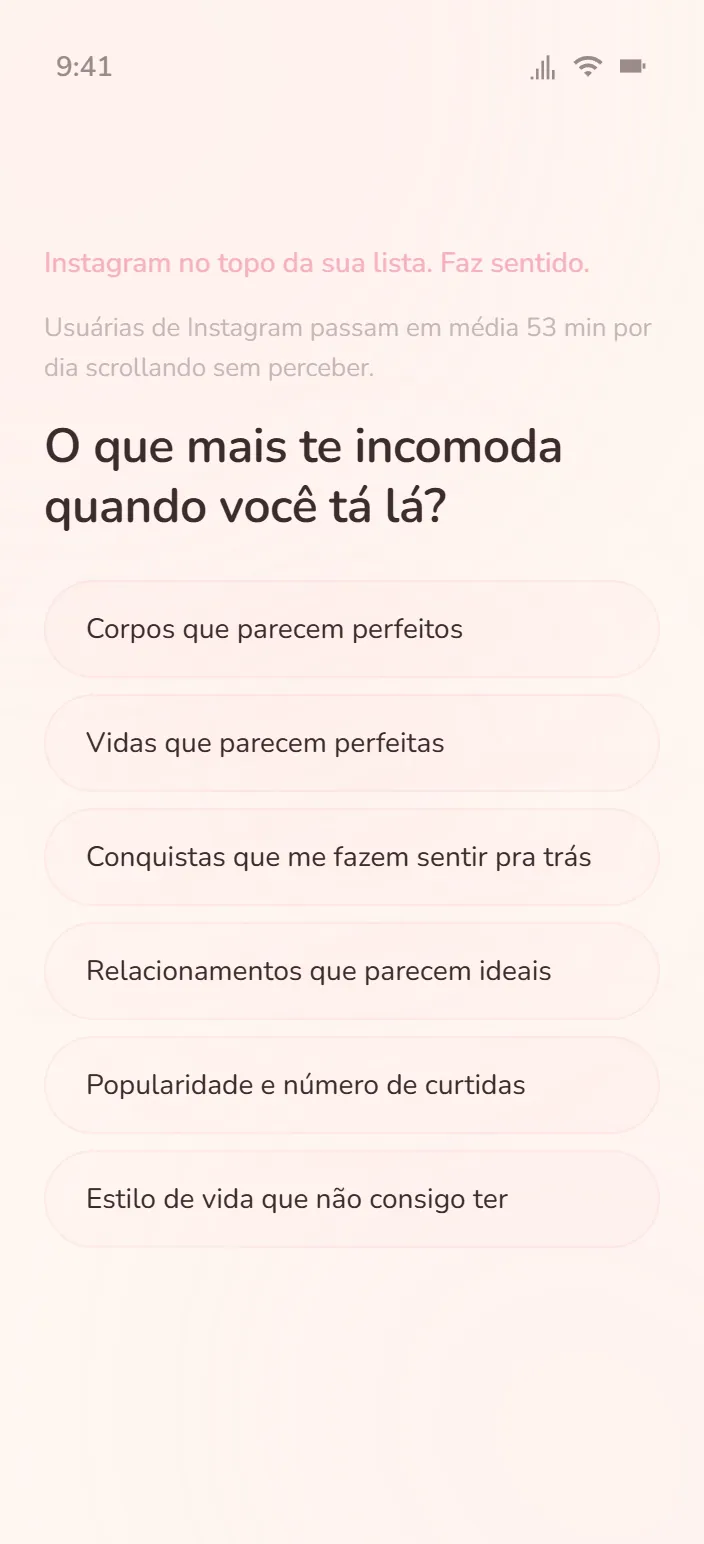 9:41
Instagram no topo da sua lista. Faz sentido.
Usuárias de Instagram passam em média 53 min por
dia scrollando sem perceber.
O que mais te incomoda
quando você tá lá?
Corpos que parecem perfeitos
Vidas que parecem perfeitas
Conquistas que me fazem sentir pra trás
Relacionamentos que parecem ideais
Popularidade e número de curtidas
Estilo de vida que não consigo ter